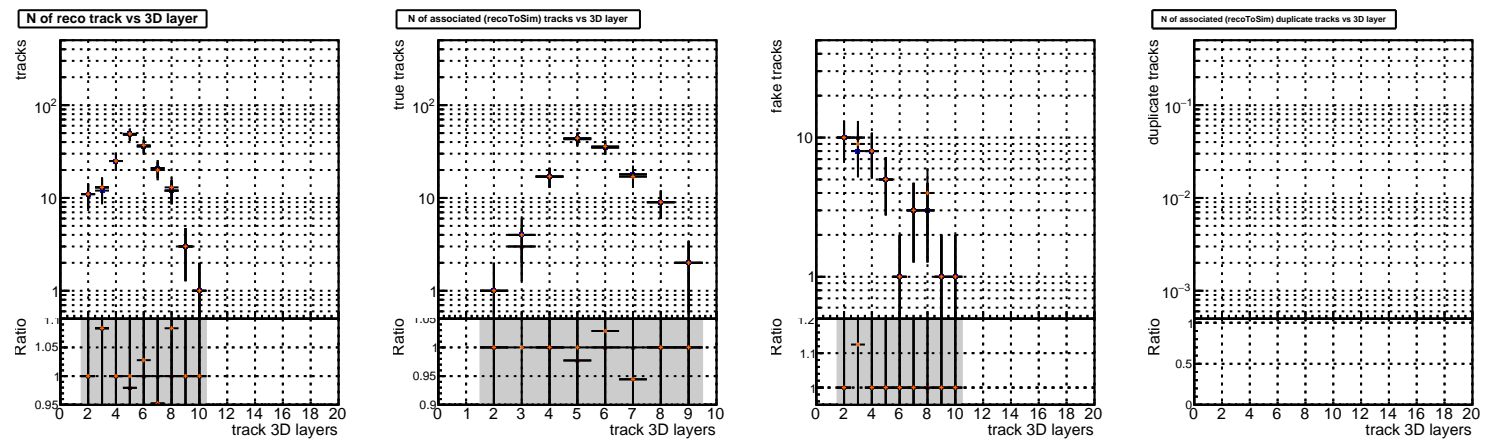 N of reco track vs 3D layer
tracks
10²
10
1
Ratio
1.1
1.05
1
0.95
0 2 4 6 8 10 12 14 16 18 20
track 3D layers
N of associated (recoToSim) tracks vs 3D layer
true tracks
10²
10
1
Ratio
1.05
1
0.95
0.9
0 1 2 3 4 5 6 7 8 9 10
track 3D layers
fake tracks
10
1
Ratio
1.2
1.1
1
0 2 4 6 8 10 12 14 16 18 20
track 3D layers
N of associated (recoToSim) duplicate tracks vs 3D layer
duplicate tracks
10⁻¹
10⁻²
10⁻³
Ratio
1
0.5
0
0 2 4 6 8 10 12 14 16 18 20
track 3D layers